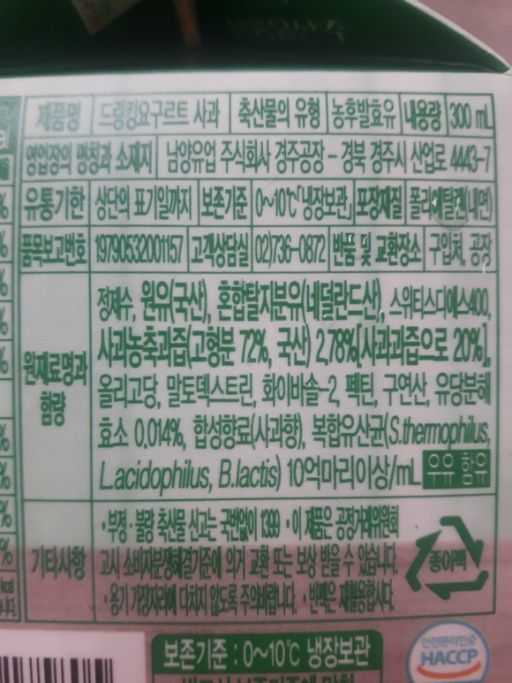 제품명 드링킹요구르트 사과 축산물의 유형 농후발효유 내용량 300 mL
영업장의 명칭과 소재지 남양유업 주식회사 경주공장 - 경북 경주시 산업로 4443-7
유통기한 상단의 표기일까지 보존기준 0~10℃ 냉장보관 포장재질 폴리에틸렌(내면)
품목보고번호 19790532001157 고객상담실 02)736-0872 반품 및 교환장소 구입처, 공장
원재료명과 함량
정제수, 원유(국산), 혼합탈지분유(네덜란드산), 스위티스디에스400,
사과농축과즙(고형분 72%, 국산) 2.78%[사과과즙으로 20%],
올리고당, 말토덱스트린, 화이바솔-2, 펙틴, 구연산, 유당분해
효소 0.014%, 합성향료(사과향), 복합유산균(S.thermophilus,
L.acidophilus, B.lactis) 10억마리이상/mL 우유 함유
기타사항
•부정·불량 축산물 신고는 국번없이 1399 •이 제품은 공정거래위원회
고시 소비자분쟁해결기준에 의거 교환 또는 보상 받을 수 있습니다.
•용기 가장자리에 다치지 않도록 주의바랍니다. •빈팩은 재활용합시다.
종이팩
보존기준 : 0~10℃ 냉장보관
안전관리인증
HACCP